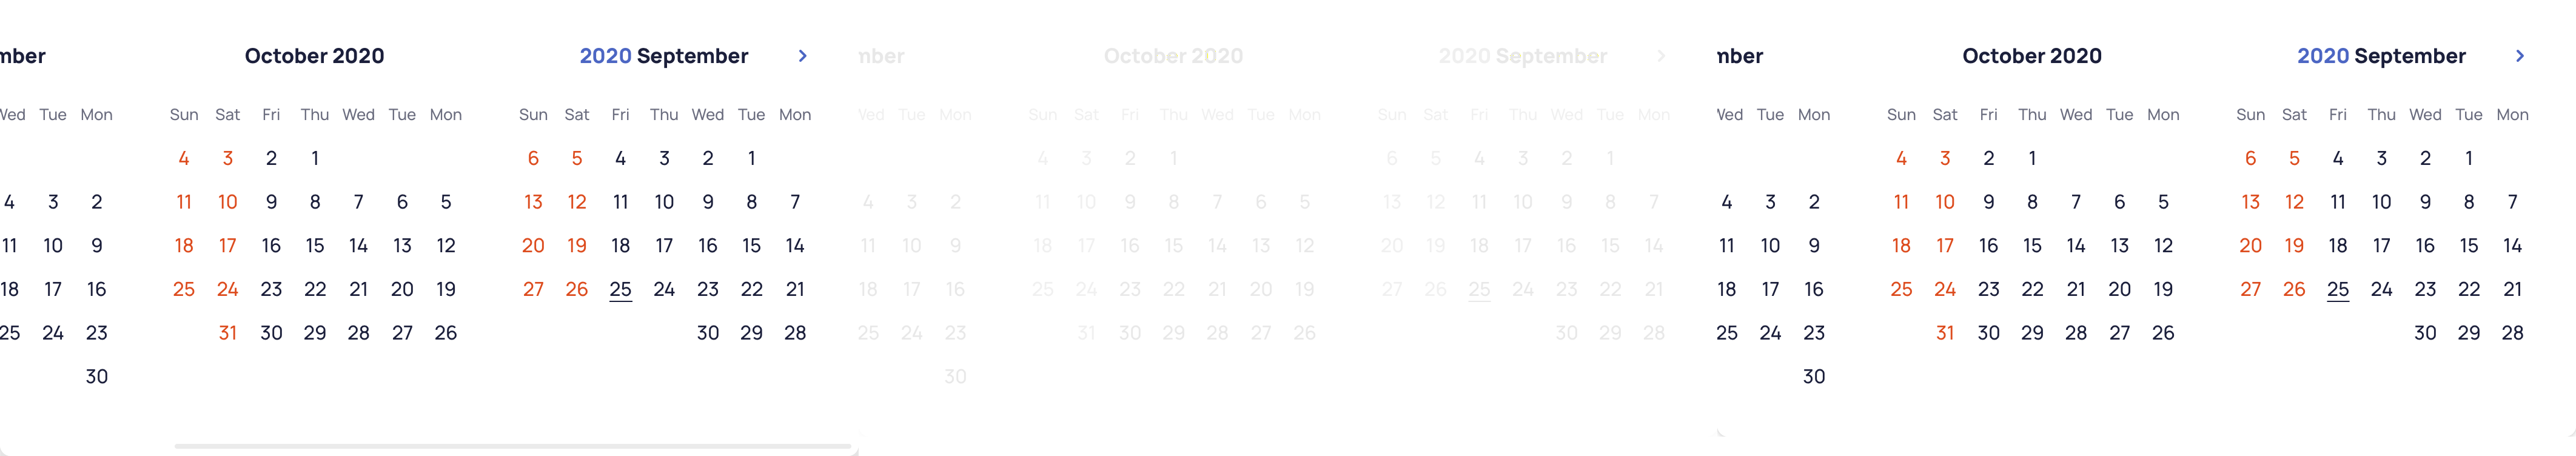 mber October 2020 2020 September >
Wed Tue Mon Sun Sat Fri Thu Wed Tue Mon Sun Sat Fri Thu Wed Tue Mon
4 3 2 1 6 5 4 3 2 1
4 3 2 11 10 9 8 7 6 5 13 12 11 10 9 8 7
11 10 9 18 17 16 15 14 13 12 20 19 18 17 16 15 14
18 17 16 25 24 23 22 21 20 19 27 26 25 24 23 22 21
25 24 23 31 30 29 28 27 26 30 29 28
30
mber October 2020 2020 September >
Wed Tue Mon Sun Sat Fri Thu Wed Tue Mon Sun Sat Fri Thu Wed Tue Mon
4 3 2 1 6 5 4 3 2 1
4 3 2 11 10 9 8 7 6 5 13 12 11 10 9 8 7
11 10 9 18 17 16 15 14 13 12 20 19 18 17 16 15 14
18 17 16 25 24 23 22 21 20 19 27 26 25 24 23 22 21
25 24 23 31 30 29 28 27 26 30 29 28
30
mber October 2020 2020 September >
Wed Tue Mon Sun Sat Fri Thu Wed Tue Mon Sun Sat Fri Thu Wed Tue Mon
4 3 2 1 6 5 4 3 2 1
4 3 2 11 10 9 8 7 6 5 13 12 11 10 9 8 7
11 10 9 18 17 16 15 14 13 12 20 19 18 17 16 15 14
18 17 16 25 24 23 22 21 20 19 27 26 25 24 23 22 21
25 24 23 31 30 29 28 27 26 30 29 28
30